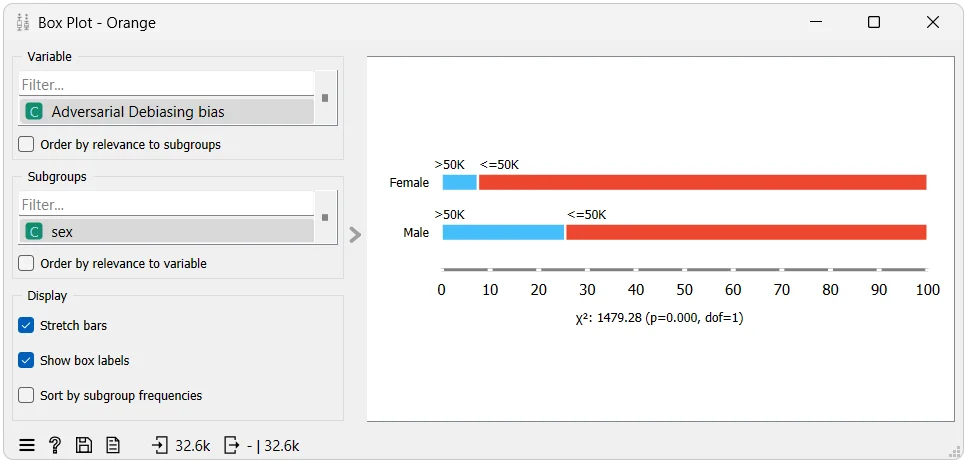 Box Plot - Orange
Variable
Filter...
C Adversarial Debiasing bias
Order by relevance to subgroups
Subgroups
Filter...
C sex
Order by relevance to variable
Display
Stretch bars
Show box labels
Sort by subgroup frequencies
>50K <=50K
Female
>50K <=50K
Male
0 10 20 30 40 50 60 70 80 90 100
χ²: 1479.28 (p=0.000, dof=1)
32.6k - | 32.6k